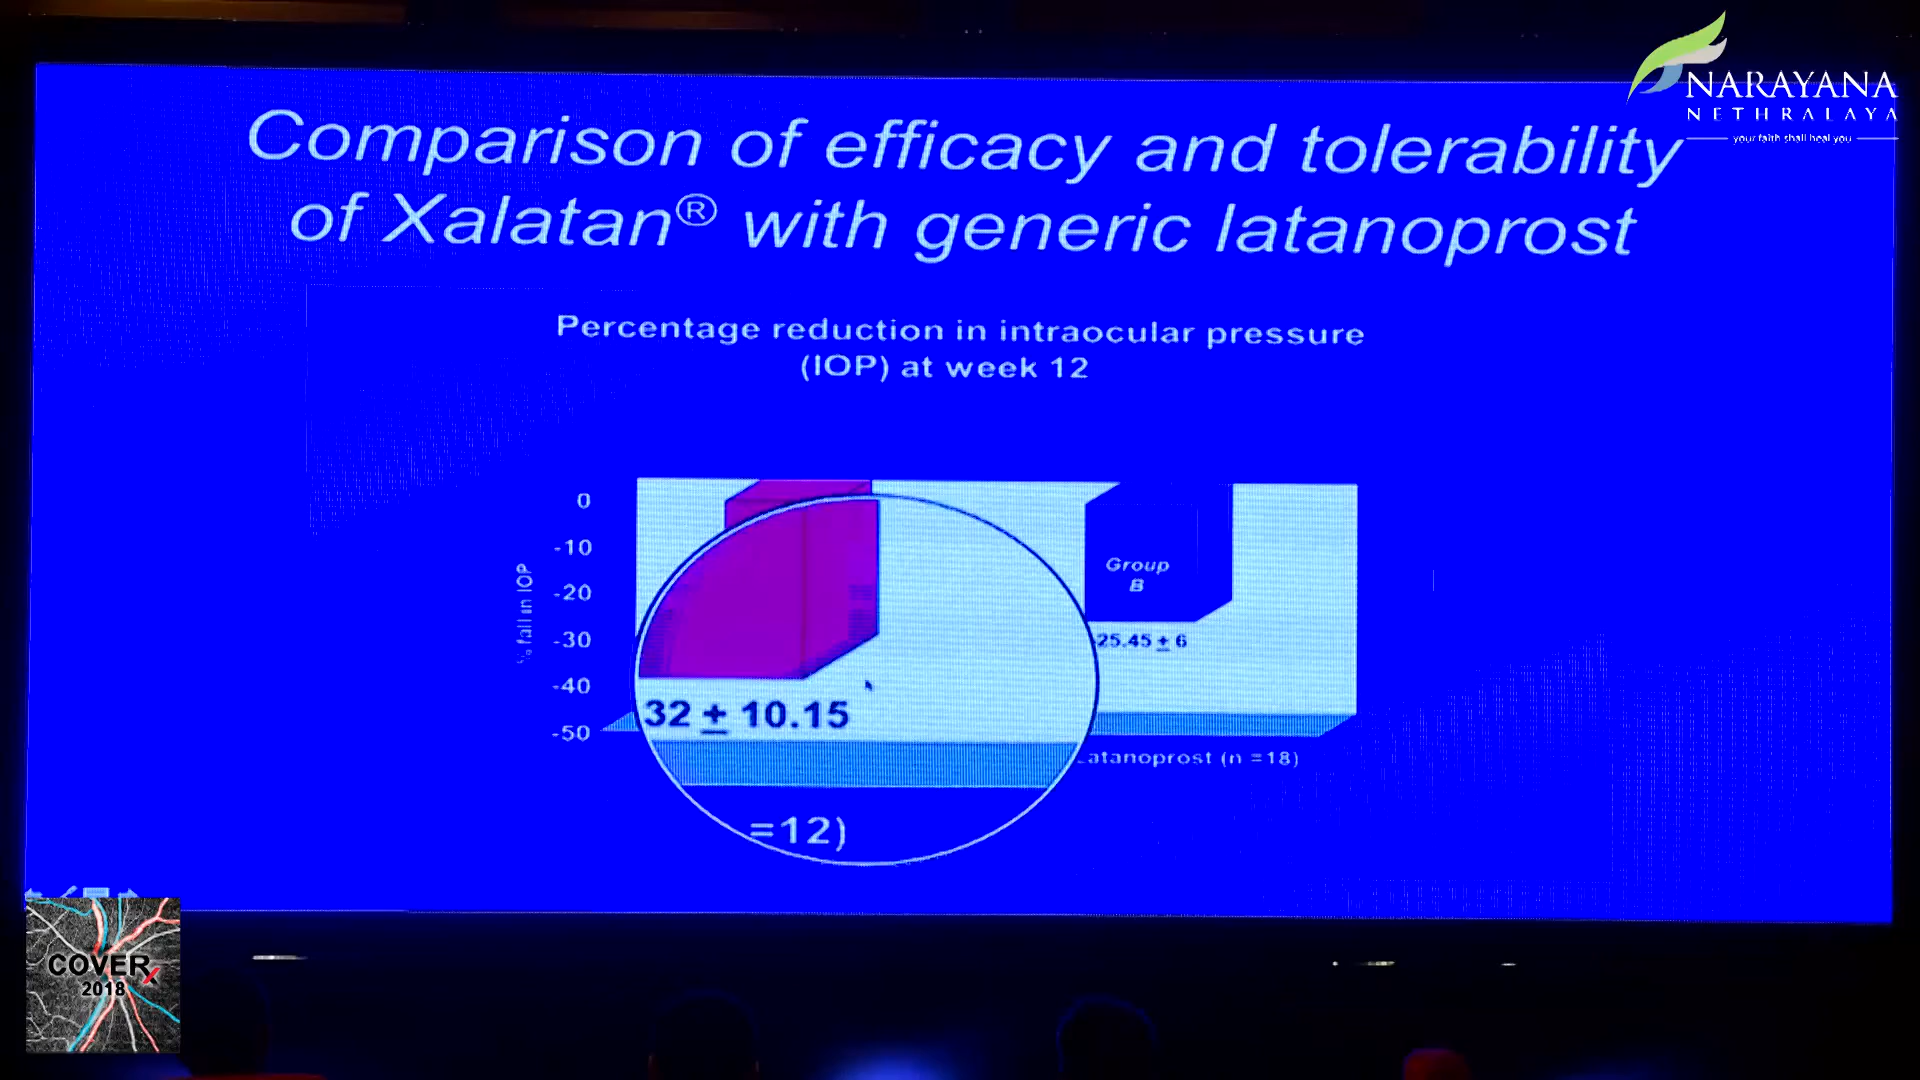 NARAYANA
NETHRALAYA
your faith shall heal you
Comparison of efficacy and tolerability
of Xalatan® with generic latanoprost
Percentage reduction in intraocular pressure
(IOP) at week 12
% fall in IOP
0
-10
-20
-30
-40
-50
Group
B
25.45 ± 6
32 ± 10.15
atanoprost (n =18)
=12)
COVERx
2018